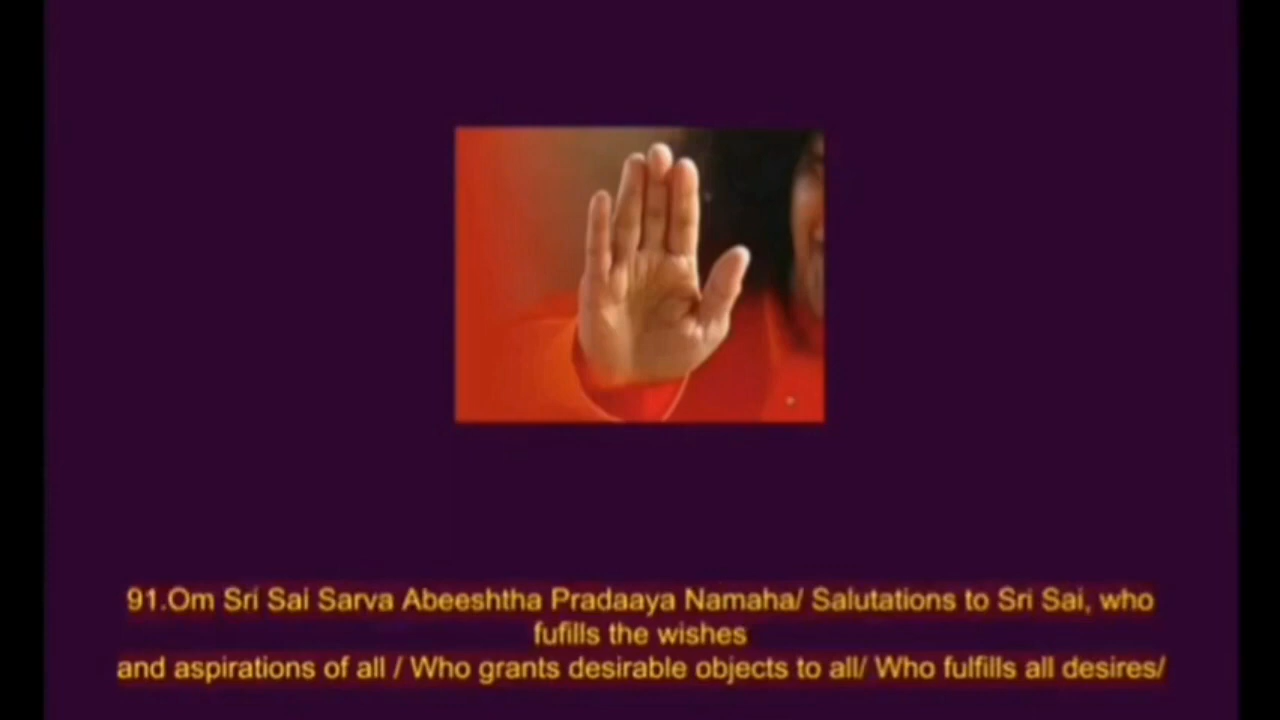 91.Om Sri Sai Sarva Abeeshtha Pradaaya Namaha/ Salutations to Sri Sai, who
fufills the wishes
and aspirations of all / Who grants desirable objects to all/ Who fulfills all desires/